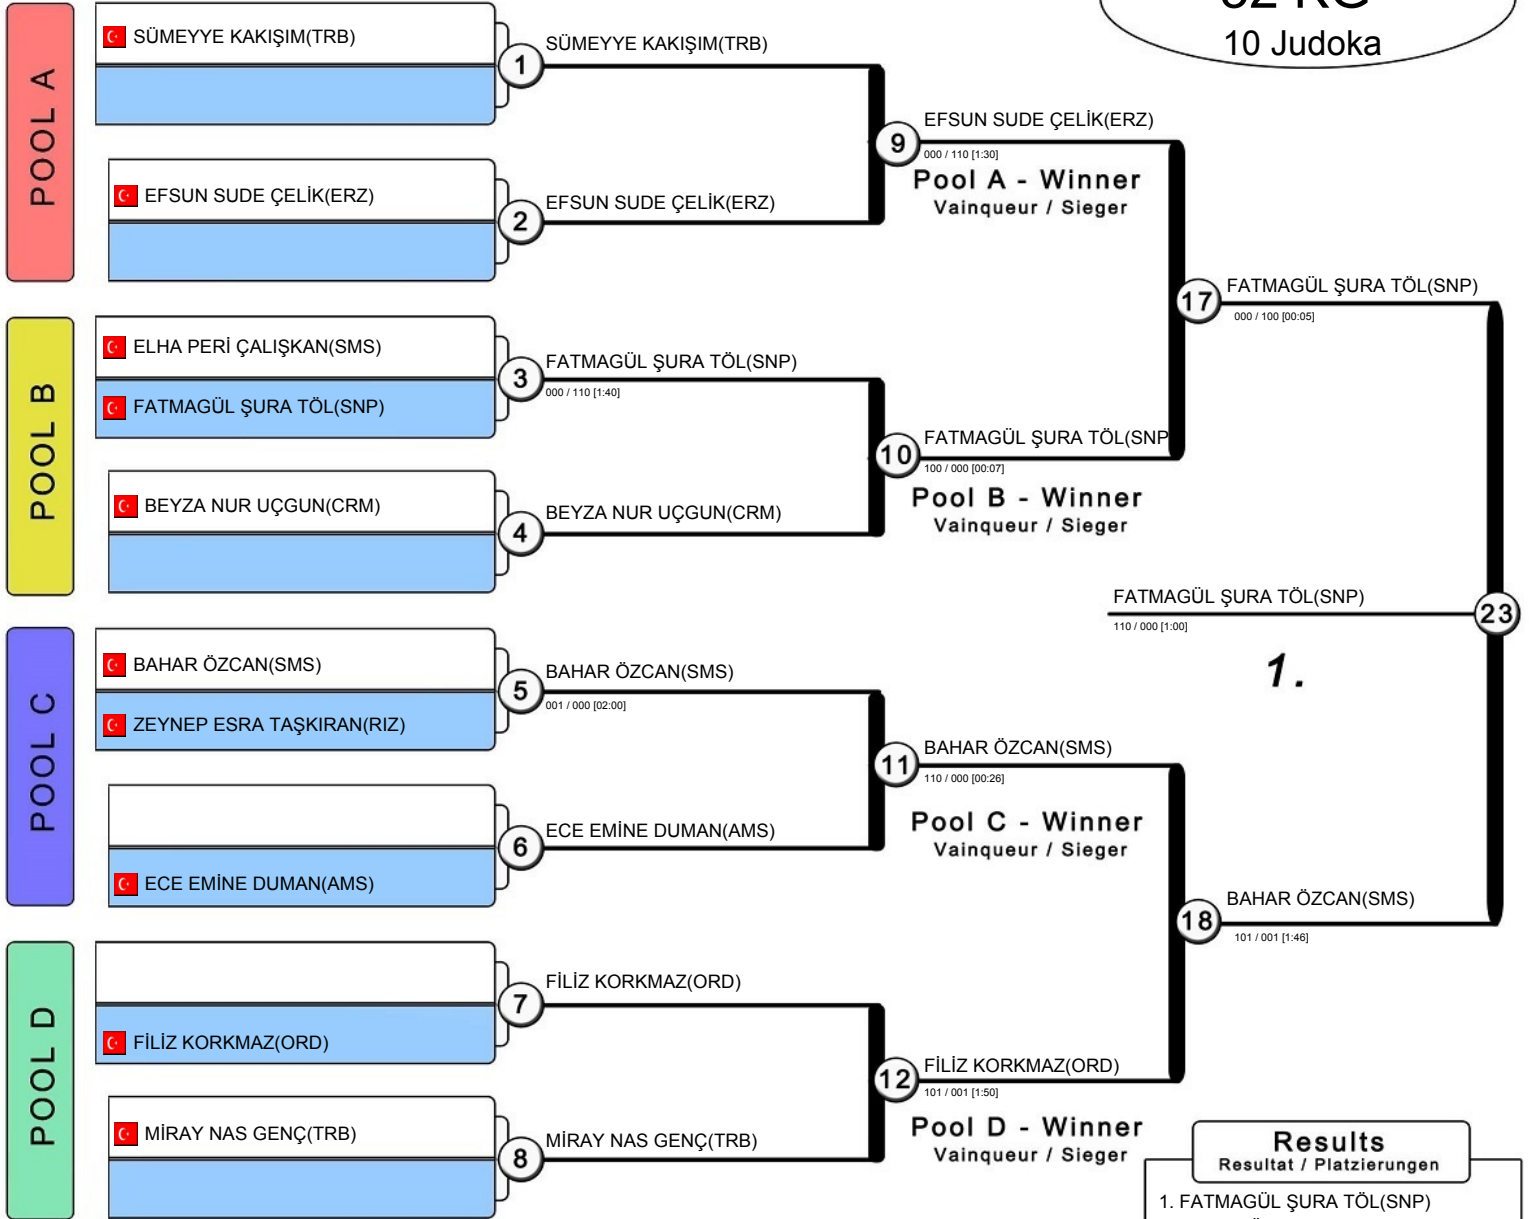 10 Judoka
POOL A
SÜMEYYE KAKIŞIM(TRB)
1
SÜMEYYE KAKIŞIM(TRB)
EFSUN SUDE ÇELİK(ERZ)
2
EFSUN SUDE ÇELİK(ERZ)
9
EFSUN SUDE ÇELİK(ERZ)
000 / 110 [1:30]
Pool A - Winner
Vainqueur / Sieger
POOL B
ELHA PERİ ÇALIŞKAN(SMS)
FATMAGÜL ŞURA TÖL(SNP)
3
FATMAGÜL ŞURA TÖL(SNP)
000 / 110 [1:40]
BEYZA NUR UÇGUN(CRM)
4
BEYZA NUR UÇGUN(CRM)
10
FATMAGÜL ŞURA TÖL(SNP
100 / 000 [00:07]
Pool B - Winner
Vainqueur / Sieger
17
FATMAGÜL ŞURA TÖL(SNP)
000 / 100 [00:05]
POOL C
BAHAR ÖZCAN(SMS)
ZEYNEP ESRA TAŞKIRAN(RIZ)
5
BAHAR ÖZCAN(SMS)
001 / 000 [02:00]
6
ECE EMİNE DUMAN(AMS)
ECE EMİNE DUMAN(AMS)
11
BAHAR ÖZCAN(SMS)
110 / 000 [00:26]
Pool C - Winner
Vainqueur / Sieger
POOL D
7
FİLİZ KORKMAZ(ORD)
FİLİZ KORKMAZ(ORD)
MİRAY NAS GENÇ(TRB)
8
MİRAY NAS GENÇ(TRB)
12
FİLİZ KORKMAZ(ORD)
101 / 001 [1:50]
Pool D - Winner
Vainqueur / Sieger
18
BAHAR ÖZCAN(SMS)
101 / 001 [1:46]
FATMAGÜL ŞURA TÖL(SNP)
110 / 000 [1:00]
23
1.
Results
Resultat / Platzierungen
1. FATMAGÜL ŞURA TÖL(SNP)